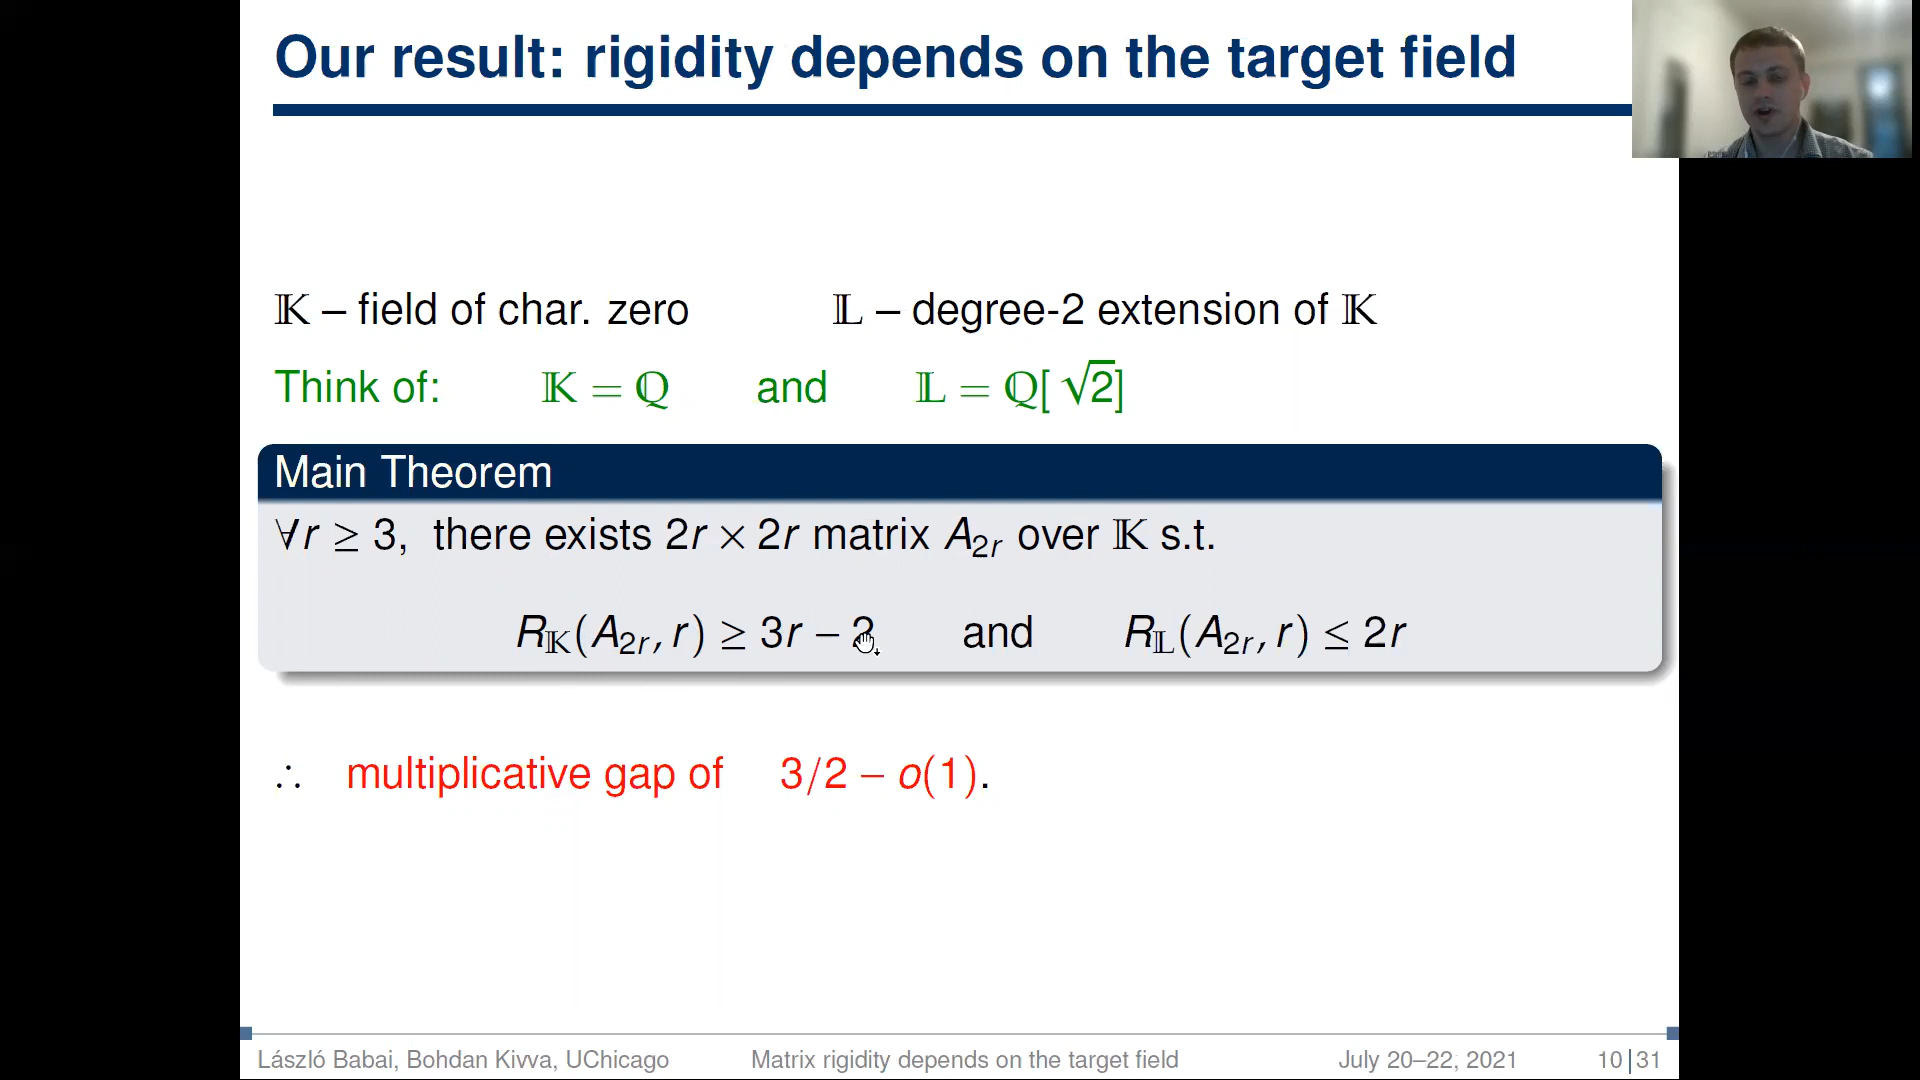 Our result: rigidity depends on the target field
𝕂 – field of char. zero 𝕃 – degree-2 extension of 𝕂
Think of: 𝕂 = ℚ and 𝕃 = ℚ[√2]
Main Theorem
∀r ≥ 3, there exists 2r × 2r matrix A₂ᵣ over 𝕂 s.t.
R_𝕂(A₂ᵣ, r) ≥ 3r – and R_𝕃(A₂ᵣ, r) ≤ 2r
∴ multiplicative gap of 3/2 – o(1).
László Babai, Bohdan Kivva, UChicago Matrix rigidity depends on the target field July 20–22, 2021 10|31